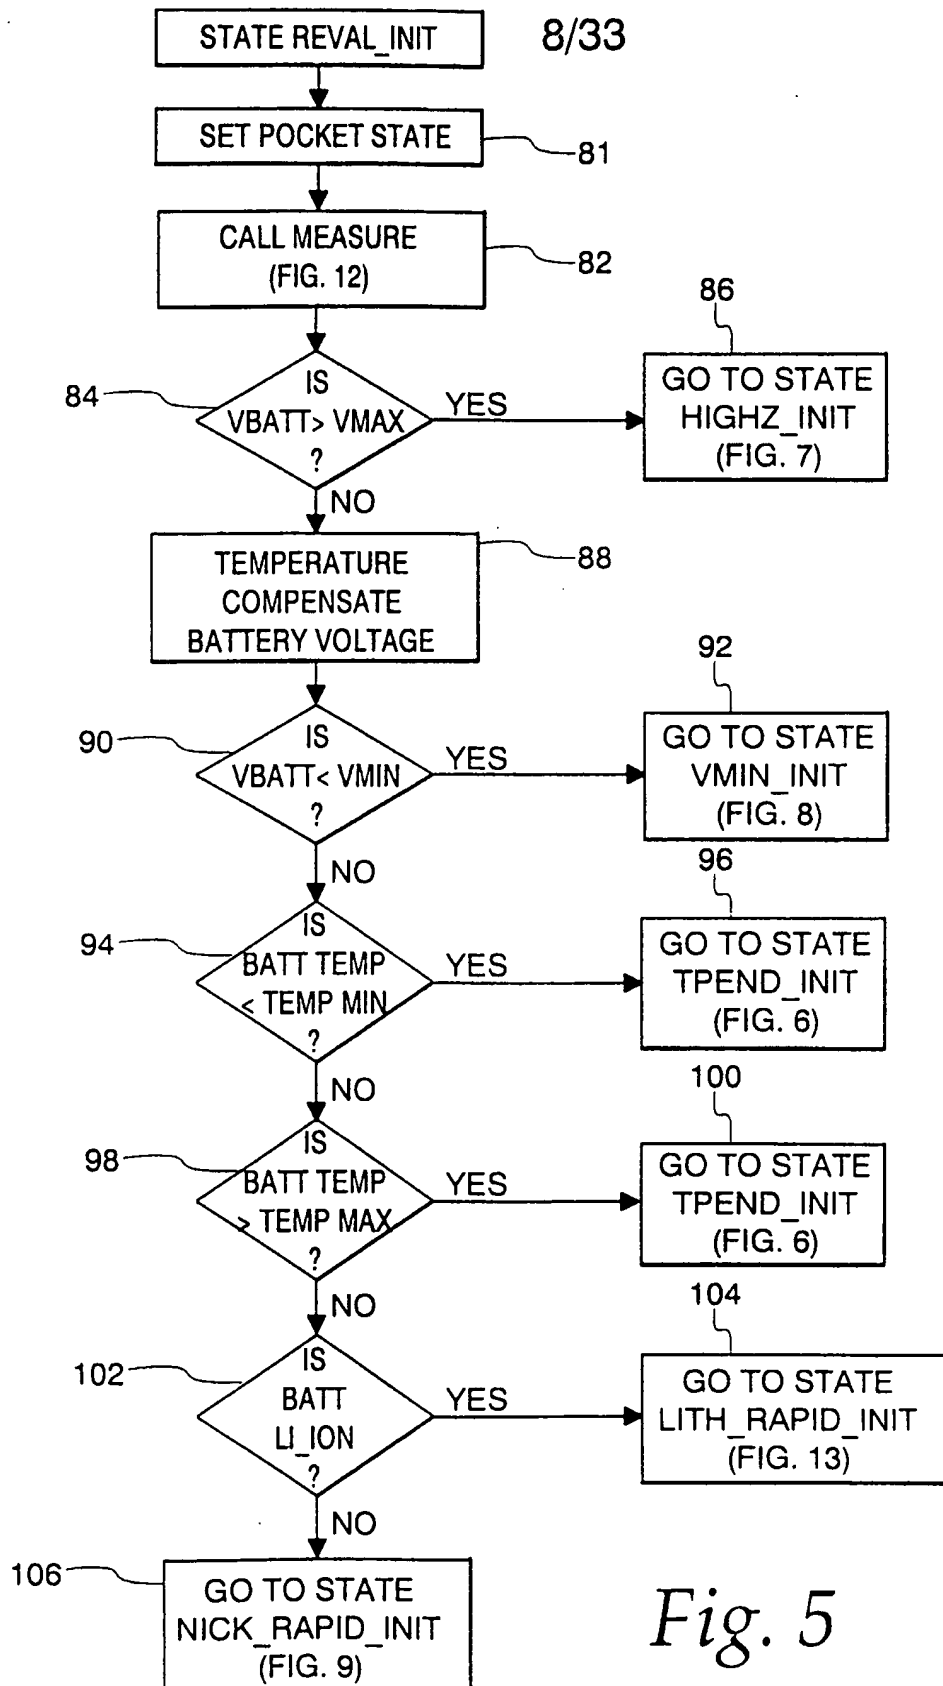 STATE REVAL_INIT
8/33
SET POCKET STATE
81
CALL MEASURE
(FIG. 12)
82
84
IS
VBATT> VMAX
?
YES
86
GO TO STATE
HIGHZ_INIT
(FIG. 7)
NO
TEMPERATURE
COMPENSATE
BATTERY VOLTAGE
88
90
IS
VBATT< VMIN
?
YES
92
GO TO STATE
VMIN_INIT
(FIG. 8)
NO
94
IS
BATT TEMP
< TEMP MIN
?
YES
96
GO TO STATE
TPEND_INIT
(FIG. 6)
NO
98
IS
BATT TEMP
> TEMP MAX
?
YES
100
GO TO STATE
TPEND_INIT
(FIG. 6)
NO
102
IS
BATT
LI_ION
?
YES
104
GO TO STATE
LITH_RAPID_INIT
(FIG. 13)
NO
106
GO TO STATE
NICK_RAPID_INIT
(FIG. 9)
Fig. 5